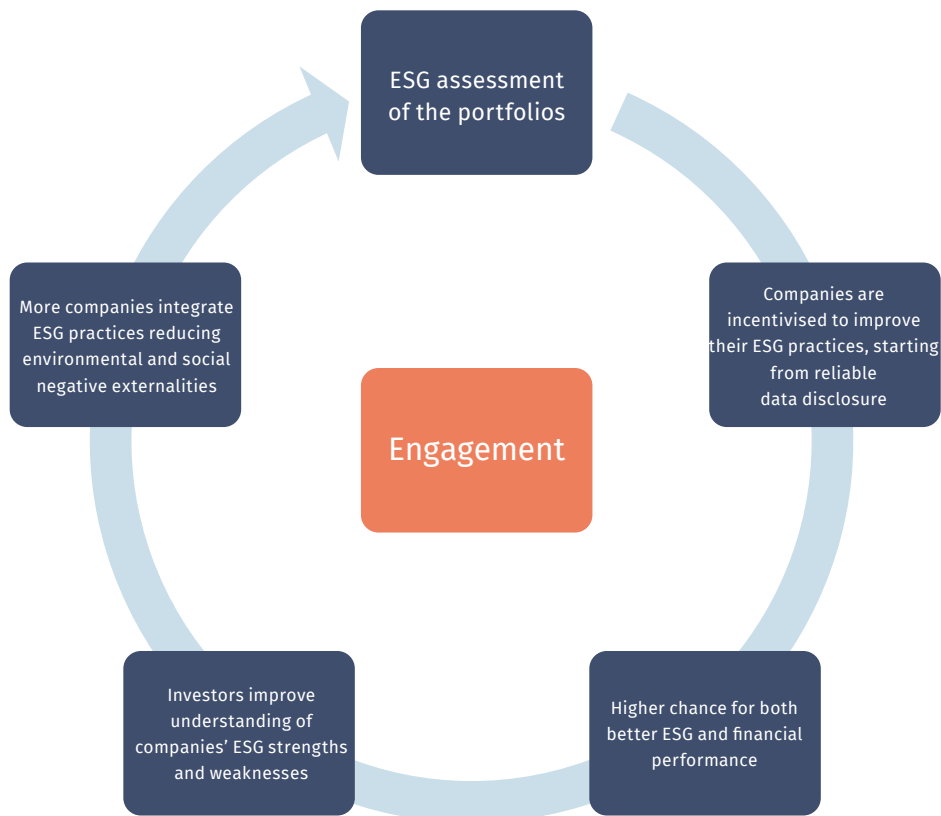 ESG assessment
of the portfolios
Companies are
incentivised to improve
their ESG practices, starting
from reliable
data disclosure
Higher chance for both
better ESG and financial
performance
Investors improve
understanding of
companies’ ESG strengths
and weaknesses
More companies integrate
ESG practices reducing
environmental and social
negative externalities
Engagement